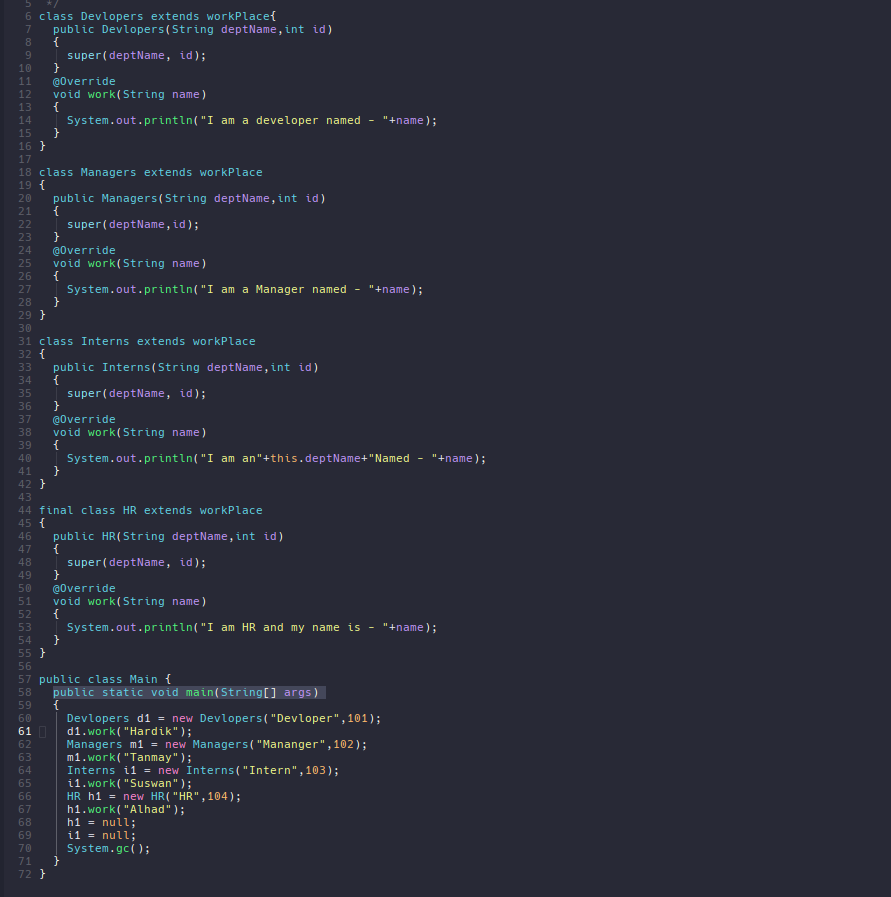 5 */
6 class Devlopers extends workPlace{
7 public Devlopers(String deptName,int id)
8 {
9 super(deptName, id);
10 }
11 @Override
12 void work(String name)
13 {
14 System.out.println("I am a developer named - "+name);
15 }
16 }
17
18 class Managers extends workPlace
19 {
20 public Managers(String deptName,int id)
21 {
22 super(deptName,id);
23 }
24 @Override
25 void work(String name)
26 {
27 System.out.println("I am a Manager named - "+name);
28 }
29 }
30
31 class Interns extends workPlace
32 {
33 public Interns(String deptName,int id)
34 {
35 super(deptName, id);
36 }
37 @Override
38 void work(String name)
39 {
40 System.out.println("I am an"+this.deptName+"Named - "+name);
41 }
42 }
43
44 final class HR extends workPlace
45 {
46 public HR(String deptName,int id)
47 {
48 super(deptName, id);
49 }
50 @Override
51 void work(String name)
52 {
53 System.out.println("I am HR and my name is - "+name);
54 }
55 }
56
57 public class Main {
58 public static void main(String[] args)
59 {
60 Devlopers d1 = new Devlopers("Devloper",101);
61 d1.work("Hardik");
62 Managers m1 = new Managers("Mananger",102);
63 m1.work("Tanmay");
64 Interns i1 = new Interns("Intern",103);
65 i1.work("Suswan");
66 HR h1 = new HR("HR",104);
67 h1.work("Alhad");
68 h1 = null;
69 i1 = null;
70 System.gc();
71 }
72 }